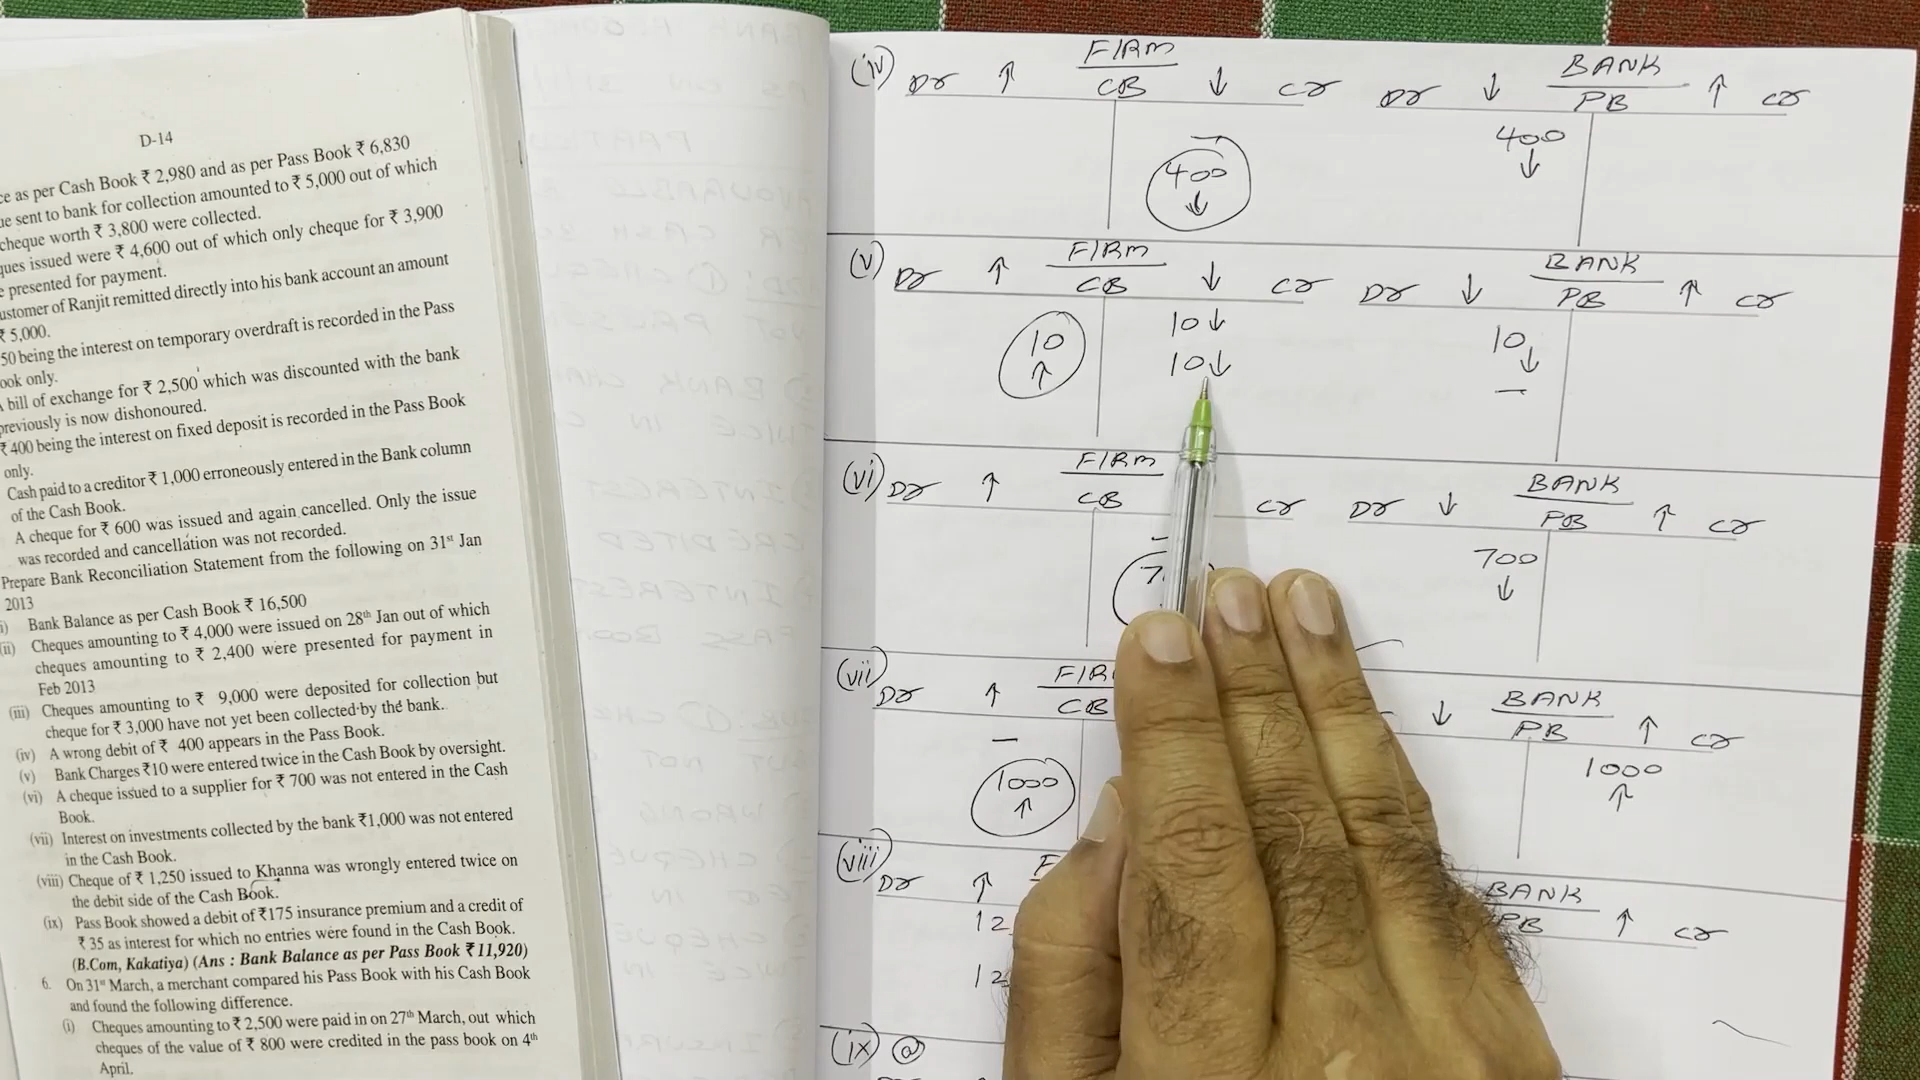 D-14
ce as per Cash Book ₹ 2,980 and as per Pass Book ₹ 6,830
ue sent to bank for collection amounted to ₹ 5,000 out of which
cheque worth ₹ 3,800 were collected.
ques issued were ₹ 4,600 out of which only cheque for ₹ 3,900
e presented for payment.
ustomer of Ranjit remitted directly into his bank account an amount
₹ 5,000.
50 being the interest on temporary overdraft is recorded in the Pass
ook only.
A bill of exchange for ₹ 2,500 which was discounted with the bank
previously is now dishonoured.
₹ 400 being the interest on fixed deposit is recorded in the Pass Book
only.
Cash paid to a creditor ₹ 1,000 erroneously entered in the Bank column
of the Cash Book.
A cheque for ₹ 600 was issued and again cancelled. Only the issue
was recorded and cancellation was not recorded.
Prepare Bank Reconciliation Statement from the following on 31st Jan
2013
i) Bank Balance as per Cash Book ₹ 16,500
(ii) Cheques amounting to ₹ 4,000 were issued on 28th Jan out of which
cheques amounting to ₹ 2,400 were presented for payment in
Feb 2013
(iii) Cheques amounting to ₹ 9,000 were deposited for collection but
cheque for ₹ 3,000 have not yet been collected by the bank.
(iv) A wrong debit of ₹ 400 appears in the Pass Book.
(v) Bank Charges ₹10 were entered twice in the Cash Book by oversight.
(vi) A cheque issued to a supplier for ₹ 700 was not entered in the Cash
Book.
(vii) Interest on investments collected by the bank ₹1,000 was not entered
in the Cash Book.
(viii) Cheque of ₹ 1,250 issued to Khanna was wrongly entered twice on
the debit side of the Cash Book.
(ix) Pass Book showed a debit of ₹175 insurance premium and a credit of
₹ 35 as interest for which no entries were found in the Cash Book.
(B.Com, Kakatiya) (Ans : Bank Balance as per Pass Book ₹ 11,920)
6. On 31st March, a merchant compared his Pass Book with his Cash Book
and found the following difference.
(i) Cheques amounting to ₹ 2,500 were paid in on 27th March, out which
cheques of the value of ₹ 800 were credited in the pass book on 4th
April.
(iv) Dr ↑ FIRM ↓ Cr Dr ↓ BANK ↑ Cr
CB PB
— 400 ↓
400 ↓
(v) Dr ↑ FIRM ↓ Cr Dr ↓ BANK ↑ Cr
CB PB
10 ↑ 10↓ 10↓
10↓ —
(vi) Dr ↑ FIRM Cr Dr ↓ BANK ↑ Cr
CB PB
— 700 ↓
7
(vii) Dr ↑ FIR ↓ BANK ↑ Cr
CB PB
— 1000 ↑
1000 ↑
(viii) Dr ↑ F BANK ↑ Cr
PB
12
12
(ix) @